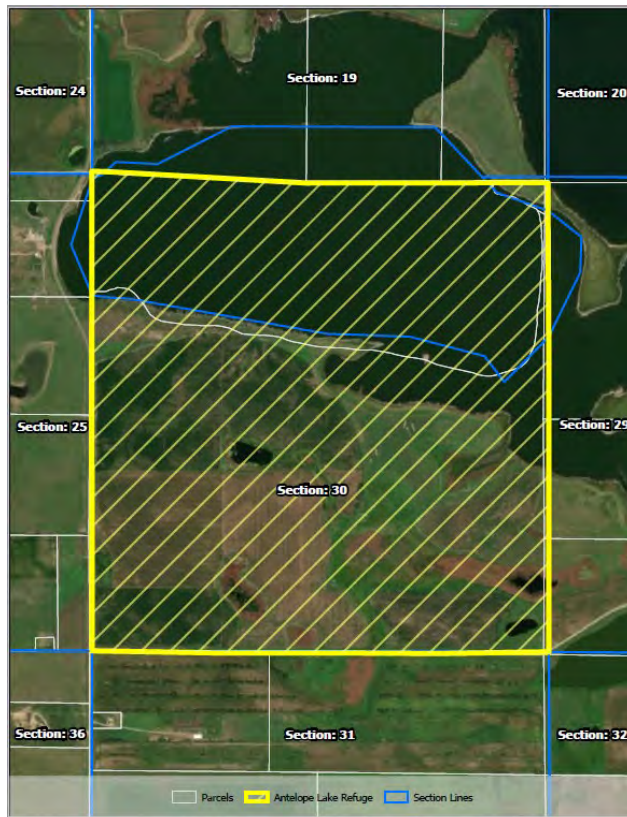 Section: 19
Section: 24
Section: 20
Section: 25
Section: 29
Section: 30
Section: 36
Section: 31
Section: 32
Parcels Antelope Lake Refuge Section Lines